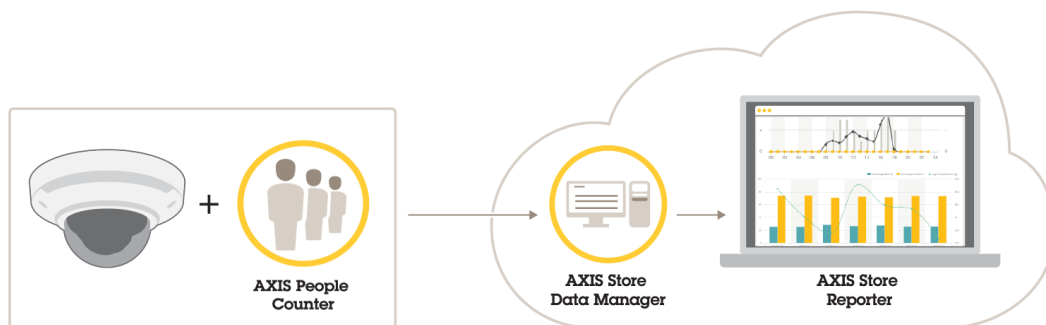 +
AXIS People
Counter
AXIS Store
Data Manager
AXIS Store
Reporter